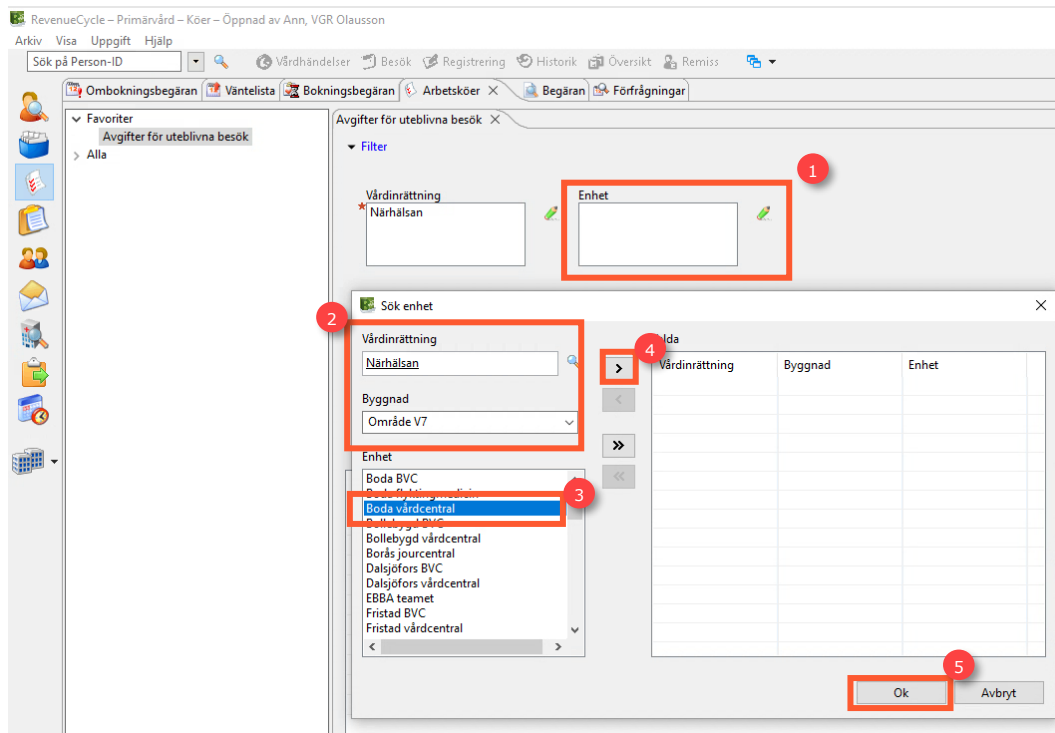 RevenueCycle – Primärvård – Köer – Öppnad av Ann, VGR Olausson
Arkiv Visa Uppgift Hjälp
Sök på Person-ID Vårdhändelser Besök Registrering Historik Översikt Remiss
Ombokningsbegäran Väntelista Bokningsbegäran Arbetsköer Begäran Förfrågningar
Favoriter
Avgifter för uteblivna besök
Alla
Avgifter för uteblivna besök
Filter
1
Vårdinrättning Enhet
* Närhälsan
Sök enhet
2
Vårdinrättning
Närhälsan
Byggnad
Område V7
Enhet
Boda BVC
Boda flyktingmedicin
3
Boda vårdcentral
Bollebygd BVC
Bollebygd vårdcentral
Borås jourcentral
Dalsjöfors BVC
Dalsjöfors vårdcentral
EBBA teamet
Fristad BVC
Fristad vårdcentral
4
>
<
>>
<<
Vårdinrättning Byggnad Enhet
5
Ok Avbryt